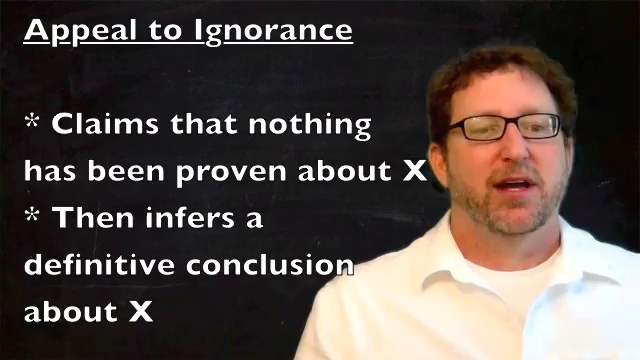 Appeal to Ignorance
* Claims that nothing
has been proven about X
* Then infers a
definitive conclusion
about X